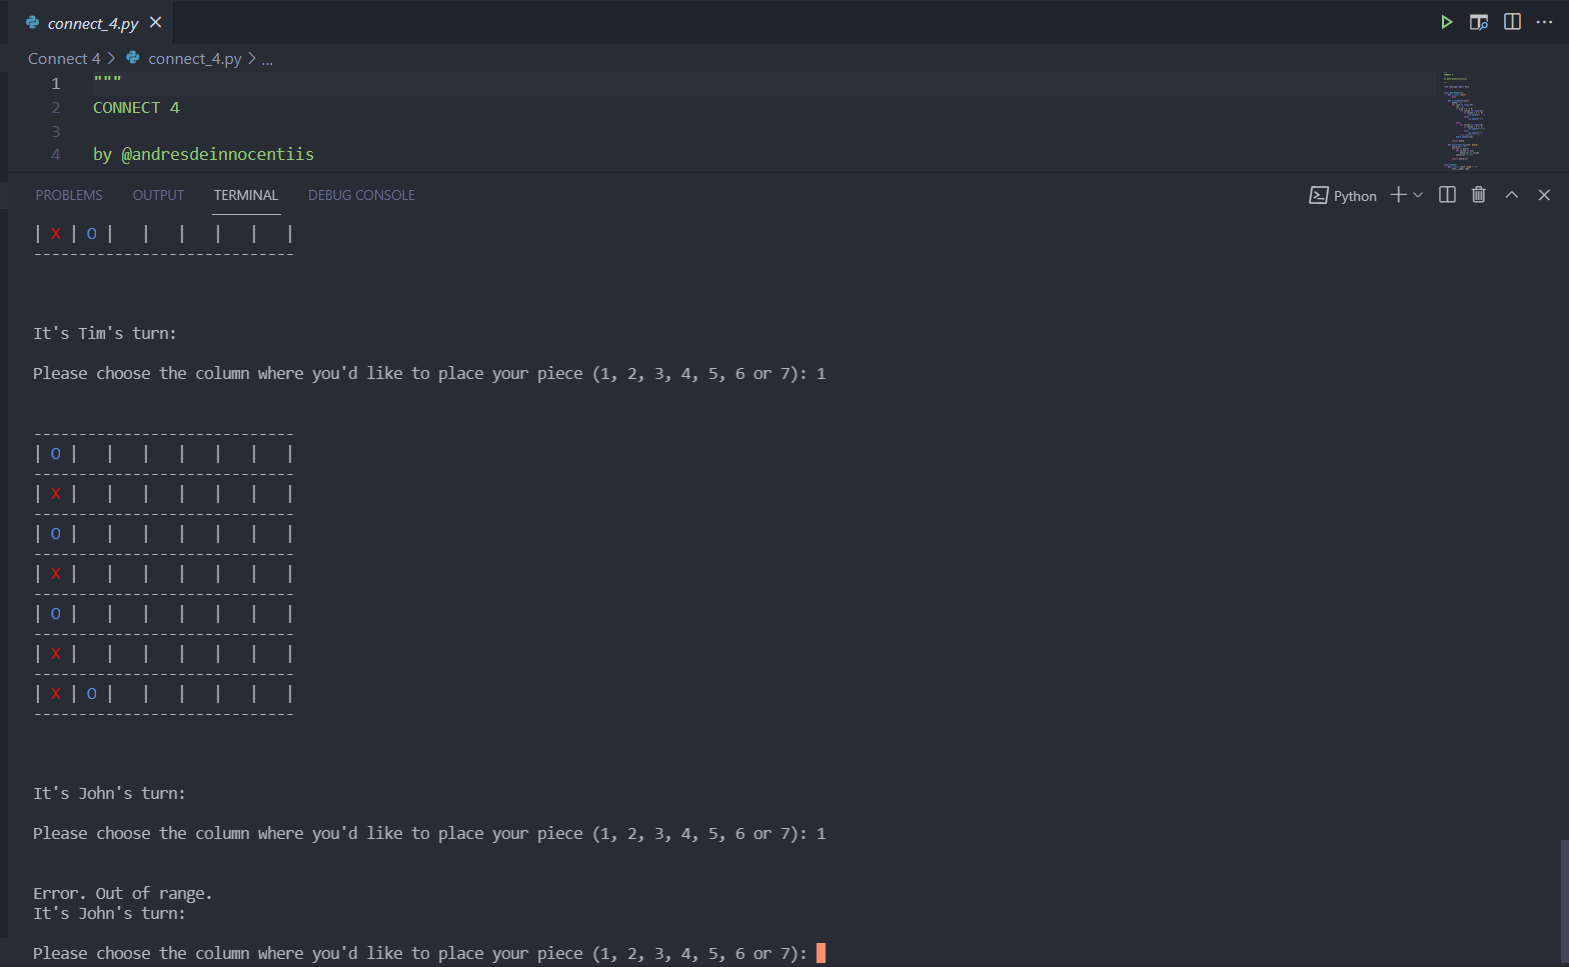 connect_4.py
Connect 4 > connect_4.py > ...
1 """
2 CONNECT 4
3
4 by @andresdeinnocentiis
PROBLEMS OUTPUT TERMINAL DEBUG CONSOLE Python
| X | O |   |   |   |   |   |
-----------------------------
It's Tim's turn:
Please choose the column where you'd like to place your piece (1, 2, 3, 4, 5, 6 or 7): 1
-----------------------------
| O |   |   |   |   |   |   |
-----------------------------
| X |   |   |   |   |   |   |
-----------------------------
| O |   |   |   |   |   |   |
-----------------------------
| X |   |   |   |   |   |   |
-----------------------------
| O |   |   |   |   |   |   |
-----------------------------
| X |   |   |   |   |   |   |
-----------------------------
| X | O |   |   |   |   |   |
-----------------------------
It's John's turn:
Please choose the column where you'd like to place your piece (1, 2, 3, 4, 5, 6 or 7): 1
Error. Out of range.
It's John's turn:
Please choose the column where you'd like to place your piece (1, 2, 3, 4, 5, 6 or 7):